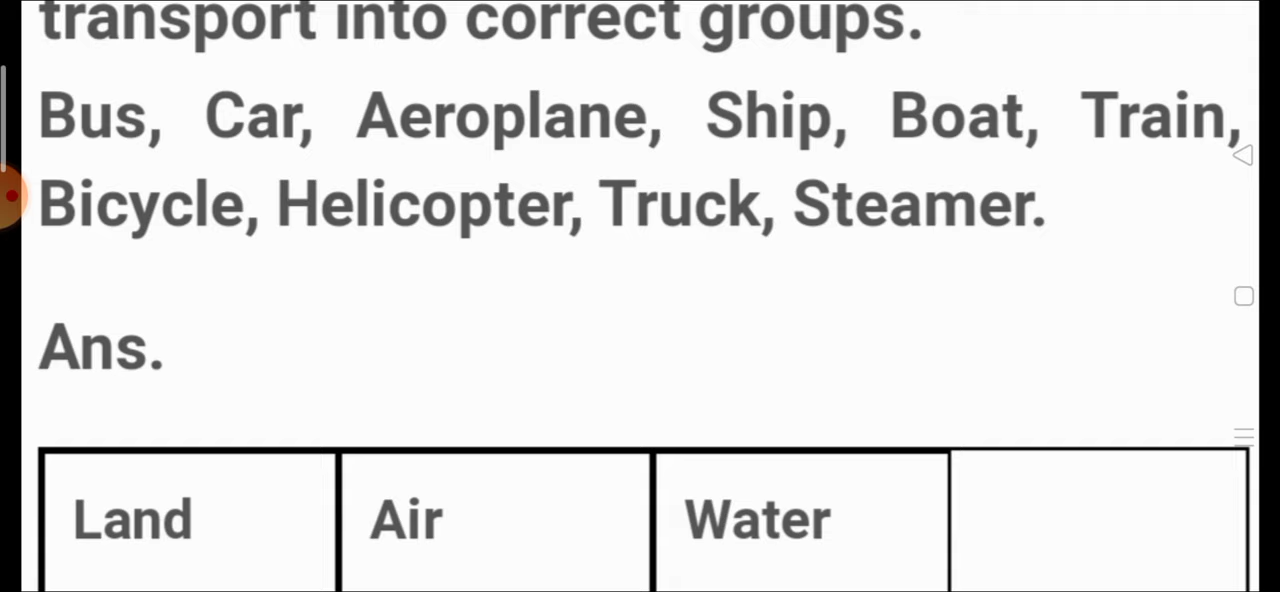 transport into correct groups.
Bus, Car, Aeroplane, Ship, Boat, Train,
Bicycle, Helicopter, Truck, Steamer.
Ans.
Land Air Water